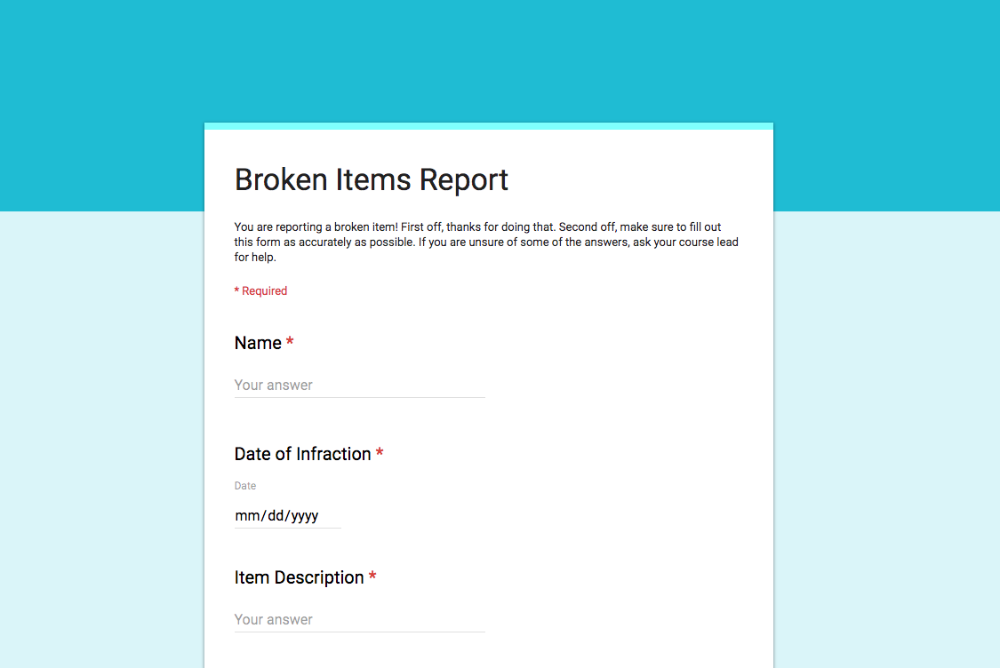 Broken Items Report
You are reporting a broken item! First off, thanks for doing that. Second off, make sure to fill out
this form as accurately as possible. If you are unsure of some of the answers, ask your course lead
for help.
* Required
Name *
Your answer
Date of Infraction *
Date
mm/dd/yyyy
Item Description *
Your answer